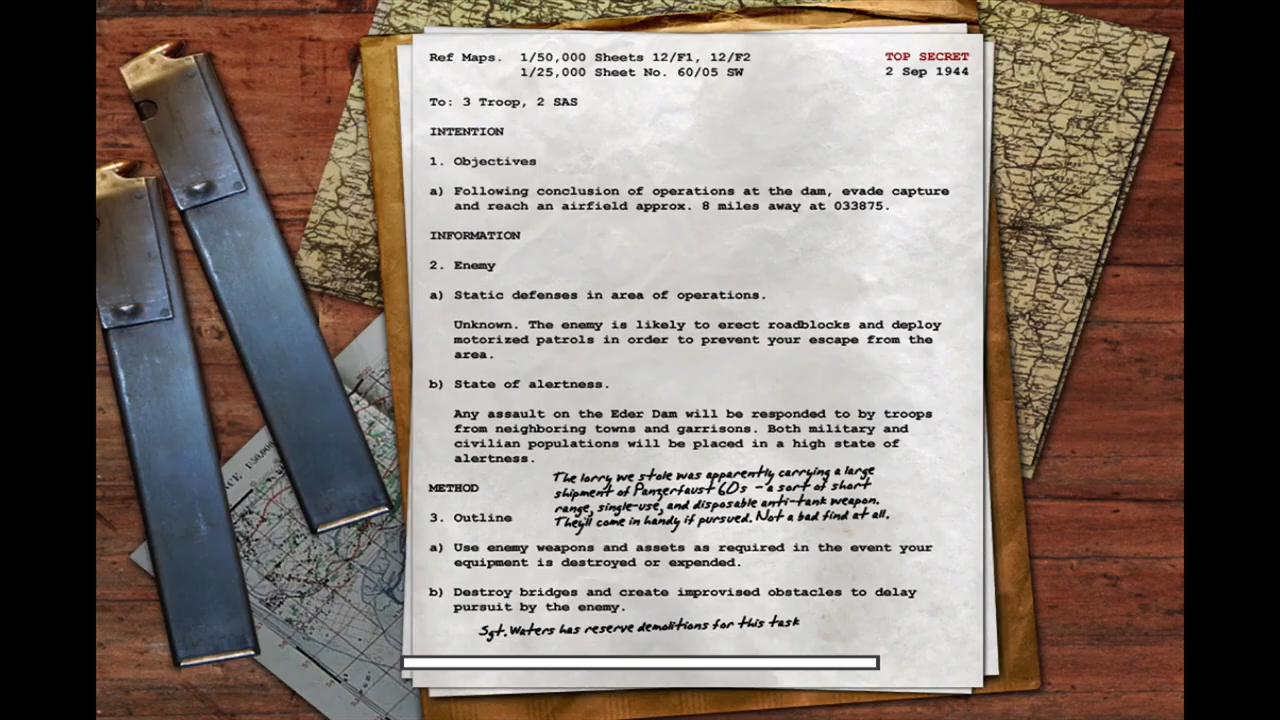 Ref Maps. 1/50,000 Sheets 12/F1, 12/F2 TOP SECRET
1/25,000 Sheet No. 60/05 SW 2 Sep 1944
To: 3 Troop, 2 SAS
INTENTION
1. Objectives
a) Following conclusion of operations at the dam, evade capture
and reach an airfield approx. 8 miles away at 033875.
INFORMATION
2. Enemy
a) Static defenses in area of operations.
Unknown. The enemy is likely to erect roadblocks and deploy
motorized patrols in order to prevent your escape from the
area.
b) State of alertness.
Any assault on the Eder Dam will be responded to by troops
from neighboring towns and garrisons. Both military and
civilian populations will be placed in a high state of
alertness.
The lorry we stole was apparently carrying a large
shipment of Panzerfaust 60s - a sort of short
range, single-use, and disposable anti-tank weapon.
They'll come in handy if pursued. Not a bad find at all.
METHOD
3. Outline
a) Use enemy weapons and assets as required in the event your
equipment is destroyed or expended.
b) Destroy bridges and create improvised obstacles to delay
pursuit by the enemy.
Sgt. Waters has reserve demolitions for this task